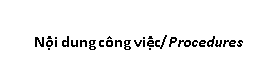 Nội dung công việc/ Procedures